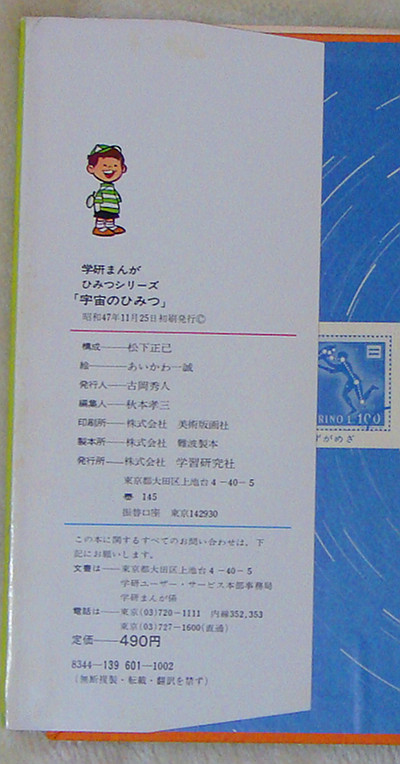 学研まんが
ひみつシリーズ
「宇宙のひみつ」
昭和47年11月25日初刷発行©
構成──松下正己
絵──あいかわ一誠
発行人──古岡秀人
編集人──秋本孝三
印刷所──株式会社 美術版画社
製本所──株式会社 難波製本
発行所──株式会社 学習研究社
東京都大田区上池台4-40-5
☎ 145
振替口座 東京142930
この本に関するすべてのお問い合わせは、下
記にお願いします。
文書は──東京都大田区上池台4-40-5
学研ユーザー・サービス本部事務局
学研まんが係
電話は──東京(03)720-1111 内線352,353
東京(03)727-1600(直通)
定価──490円
8344-139 601-1002
(無断複製・転載・翻訳を禁ず)
RINO L.100
ずがめざ